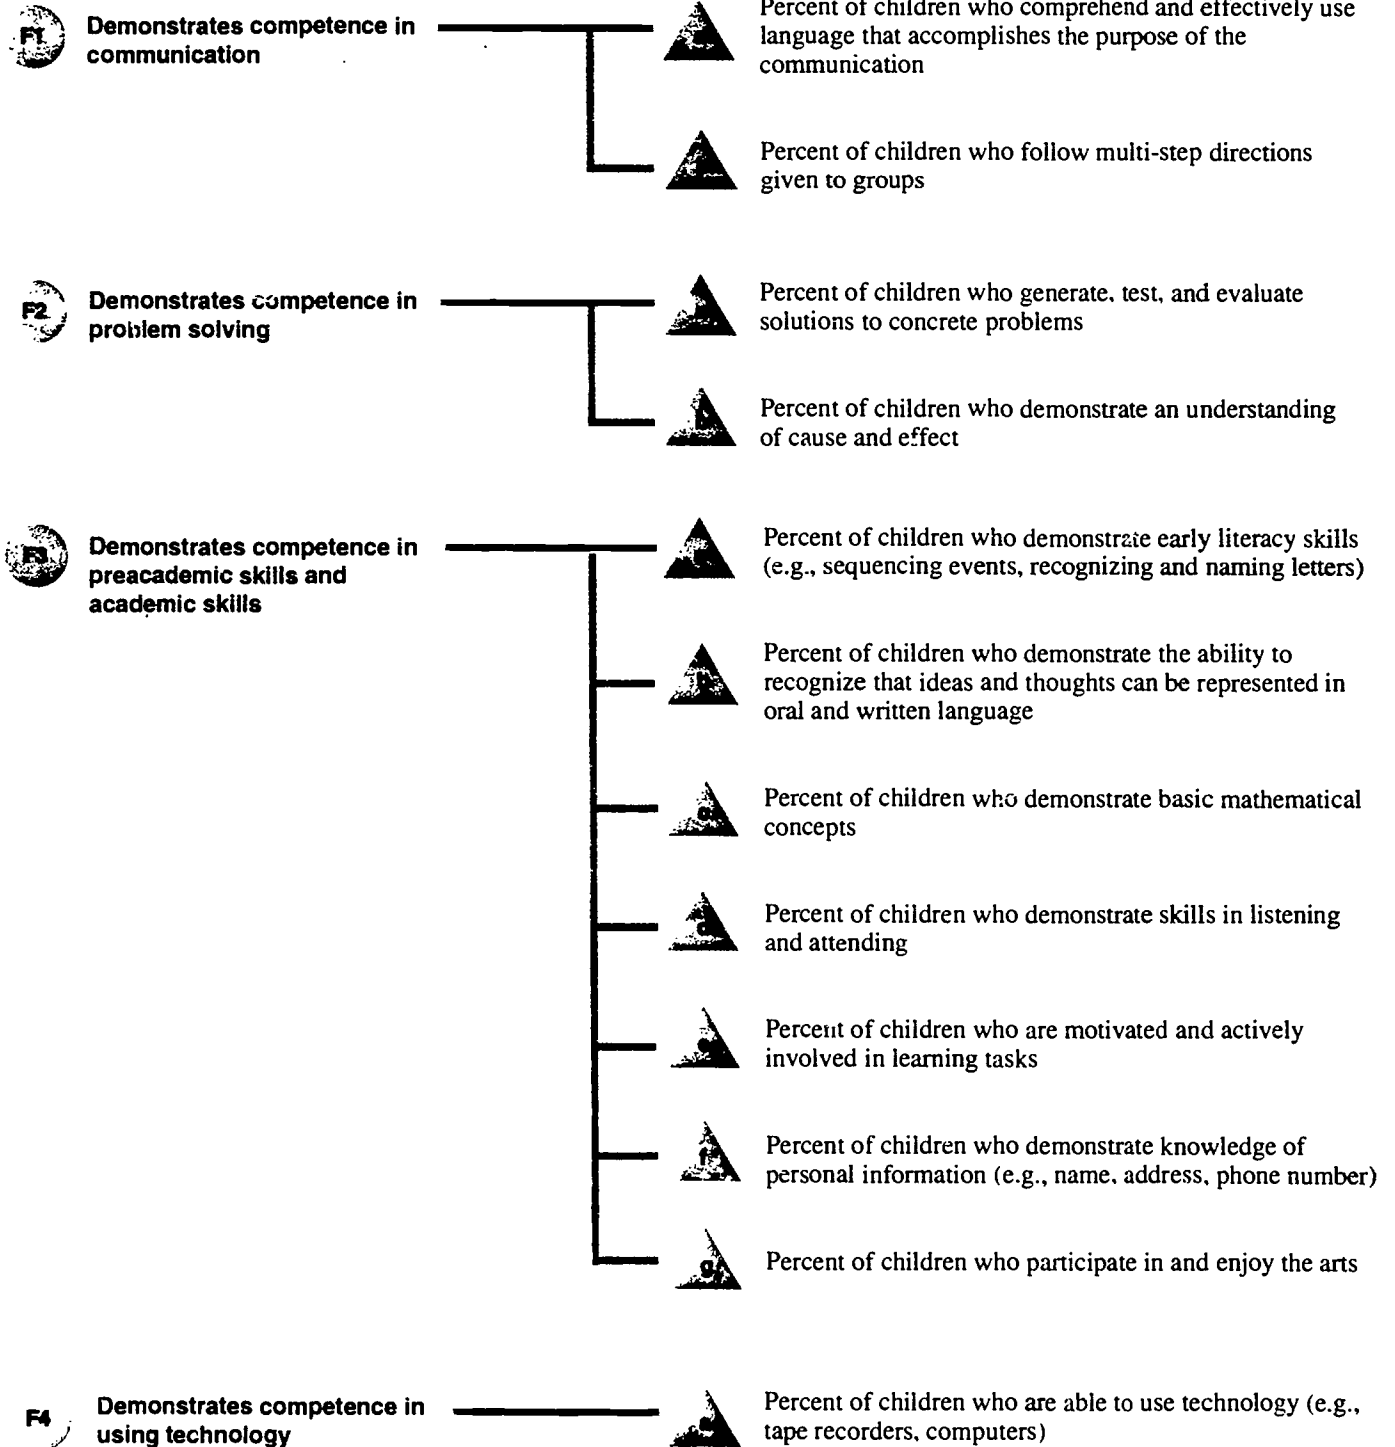 F1
Demonstrates competence in
communication
Percent of children who comprehend and effectively use
language that accomplishes the purpose of the
communication
Percent of children who follow multi-step directions
given to groups
F2
Demonstrates competence in
problem solving
Percent of children who generate, test, and evaluate
solutions to concrete problems
b
Percent of children who demonstrate an understanding
of cause and effect
F3
Demonstrates competence in
preacademic skills and
academic skills
Percent of children who demonstrate early literacy skills
(e.g., sequencing events, recognizing and naming letters)
b
Percent of children who demonstrate the ability to
recognize that ideas and thoughts can be represented in
oral and written language
c
Percent of children who demonstrate basic mathematical
concepts
d
Percent of children who demonstrate skills in listening
and attending
e
Percent of children who are motivated and actively
involved in learning tasks
f
Percent of children who demonstrate knowledge of
personal information (e.g., name, address, phone number)
g
Percent of children who participate in and enjoy the arts
F4
Demonstrates competence in
using technology
a
Percent of children who are able to use technology (e.g.,
tape recorders, computers)